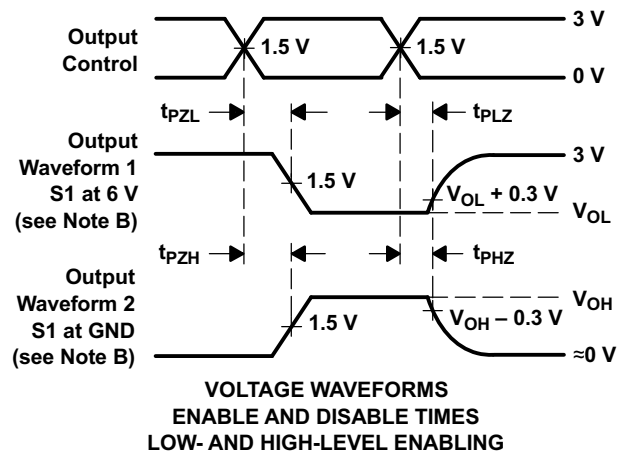 Output
Control
1.5 V
1.5 V
3 V
0 V
tPZL
tPLZ
Output
Waveform 1
S1 at 6 V
(see Note B)
1.5 V
3 V
VOL + 0.3 V
VOL
tPZH
tPHZ
Output
Waveform 2
S1 at GND
(see Note B)
1.5 V
VOH
VOH – 0.3 V
≈0 V
VOLTAGE WAVEFORMS
ENABLE AND DISABLE TIMES
LOW- AND HIGH-LEVEL ENABLING